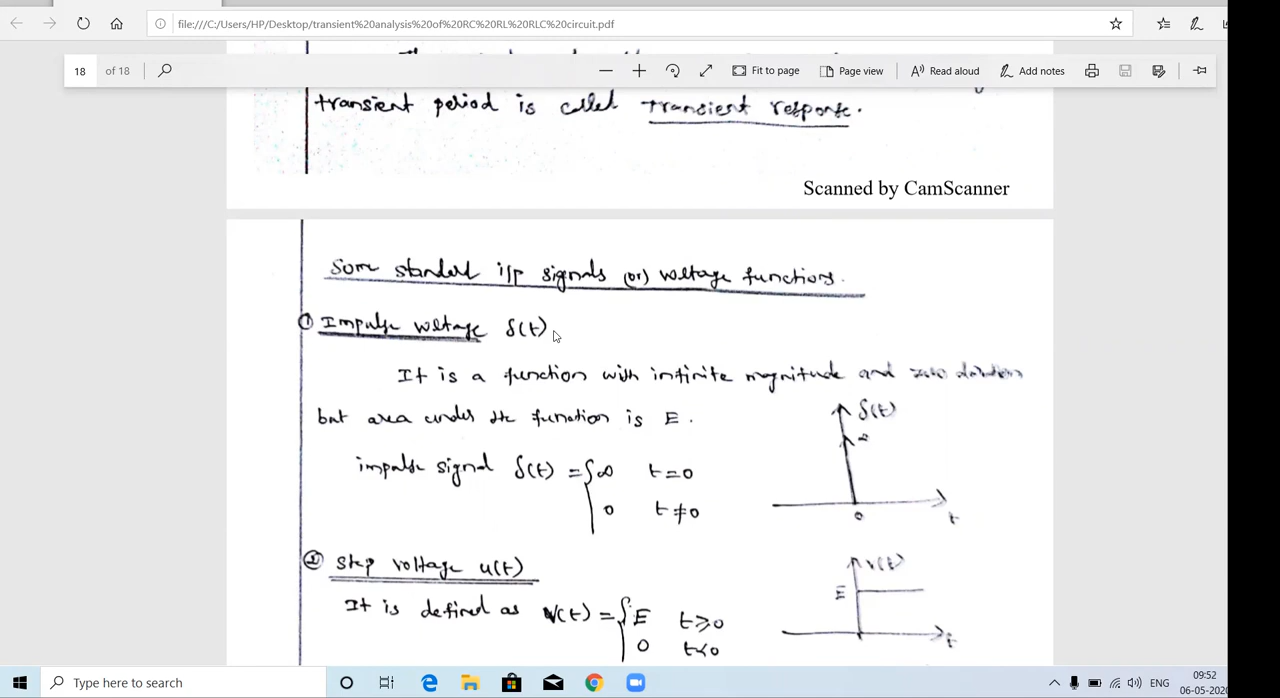 file:///C:/Users/HP/Desktop/transient%20analysis%20of%20RC%20RL%20RLC%20circuit.pdf
18 of 18 Fit to page Page view Read aloud Add notes
transient period is called transient response.
Scanned by CamScanner
Some standard i/p signals (or) voltage functions.
① Impulse voltage δ(t)
It is a function with infinite magnitude and zero duration
but area under the function is E.
δ(t)
impulse signal δ(t) = { ∞ t=0
0 t≠0
0
t
② Step voltage u(t)
v(t)
E
It is defined as v(t) = { E t≥0
0 t<0
t
Type here to search
ENG
09:52
06-05-2020